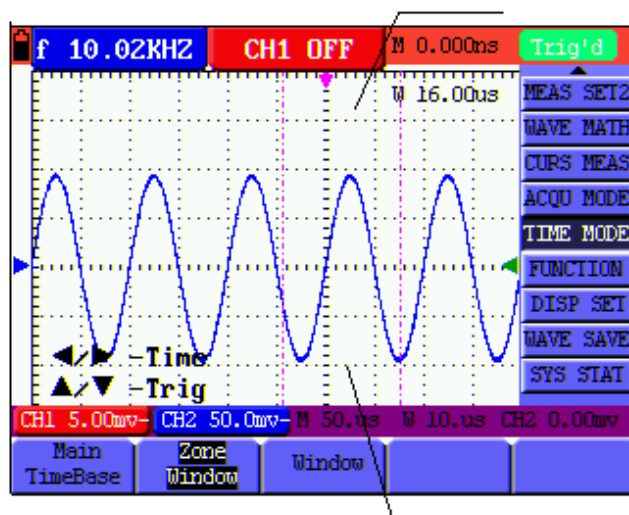 f 10.02KHZ CH1 OFF M 0.000ns Trig'd
W 16.00us
MEAS SET2
WAVE MATH
CURS MEAS
ACQU MODE
TIME MODE
FUNCTION
DISP SET
WAVE SAVE
SYS STAT
◀/▶ -Time
▲/▼ -Trig
CH1 5.00mv- CH2 50.0mv- M 50.us W 10.us CH2 0.00mv
Main TimeBase
Zone Window
Window